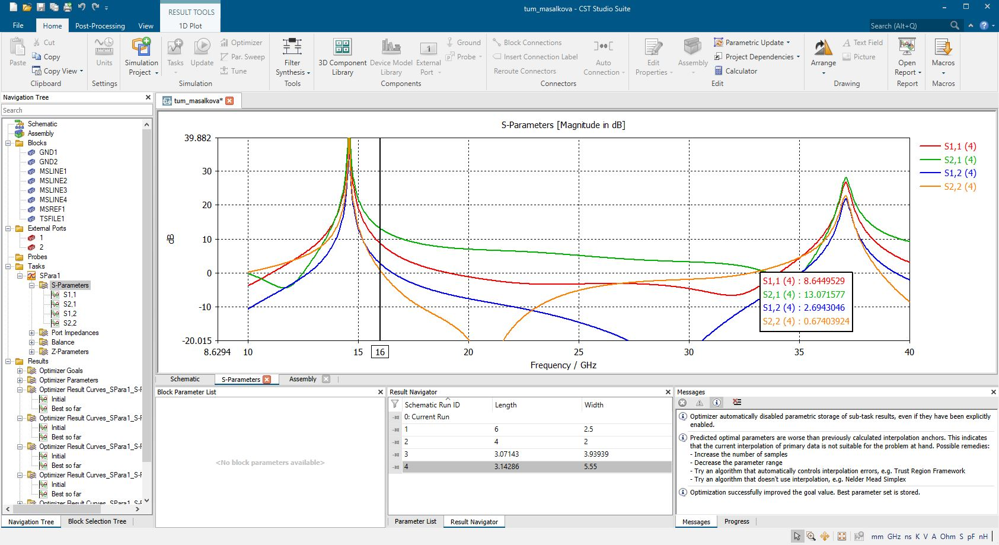 RESULT TOOLS
tum_masalkova - CST Studio Suite
File Home Post-Processing View 1D Plot
Search (Alt+Q)
Paste
Cut
Copy
Copy View
Clipboard
Units
Settings
Simulation Project
Tasks
Update
Optimizer
Par. Sweep
Tune
Simulation
Filter Synthesis
Tools
3D Component Library
Device Model Library
External Port
Ground
Probe
Components
Block Connections
Insert Connection Label
Reroute Connectors
Auto Connection
Connectors
Edit Properties
Assembly
Parametric Update
Project Dependencies
Calculator
Edit
Arrange
Text Field
Picture
Drawing
Open Report
Report
Macros
Macros
Navigation Tree
Search
Schematic
Assembly
Blocks
GND1
GND2
MSLINE1
MSLINE2
MSLINE3
MSLINE4
MSREF1
TSFILE1
External Ports
1
2
Probes
Tasks
SPara1
S-Parameters
S1,1
S2,1
S1,2
S2,2
Port Impedances
Balance
Z-Parameters
Results
Optimizer Goals
Optimizer Parameters
Optimizer Result Curves_SPara1_S-F
Initial
Best so far
Optimizer Result Curves_SPara1_S-F
Initial
Best so far
Optimizer Result Curves_SPara1_S-F
Initial
Best so far
Optimizer Result Curves_SPara1_S-F
Initial
Best so far
Optimizer Result Curves_SPara1_S-F
Navigation Tree Block Selection Tree
tum_masalkova*
S-Parameters [Magnitude in dB]
39.882
30
20
10
0
-10
-20.015
dB
8.6294 10 15 16 20 25 30 35 40
Frequency / GHz
S1,1 (4)
S2,1 (4)
S1,2 (4)
S2,2 (4)
S1,1 (4) : 8.6449529
S2,1 (4) : 13.071577
S1,2 (4) : 2.6943046
S2,2 (4) : 0.67403924
Schematic S-Parameters Assembly
Block Parameter List
<No block parameters available>
Result Navigator
Schematic Run ID Length Width
0: Current Run
1 6 2.5
2 4 2
3 3.07143 3.93939
4 3.14286 5.55
Parameter List Result Navigator
Messages
Optimizer automatically disabled parametric storage of sub-task results, even if they have been explicitly
enabled.
Predicted optimal parameters are worse than previously calculated interpolation anchors. This indicates
that the current interpolation of primary data is not suitable for the problem at hand. Possible remedies:
- Increase the number of samples
- Decrease the parameter range
- Try an algorithm that automatically controls interpolation errors, e.g. Trust Region Framework
- Try an algorithm that doesn't use interpolation, e.g. Nelder Mead Simplex
Optimization successfully improved the goal value. Best parameter set is stored.
Messages Progress
mm GHz ns K V A Ohm S pF nH